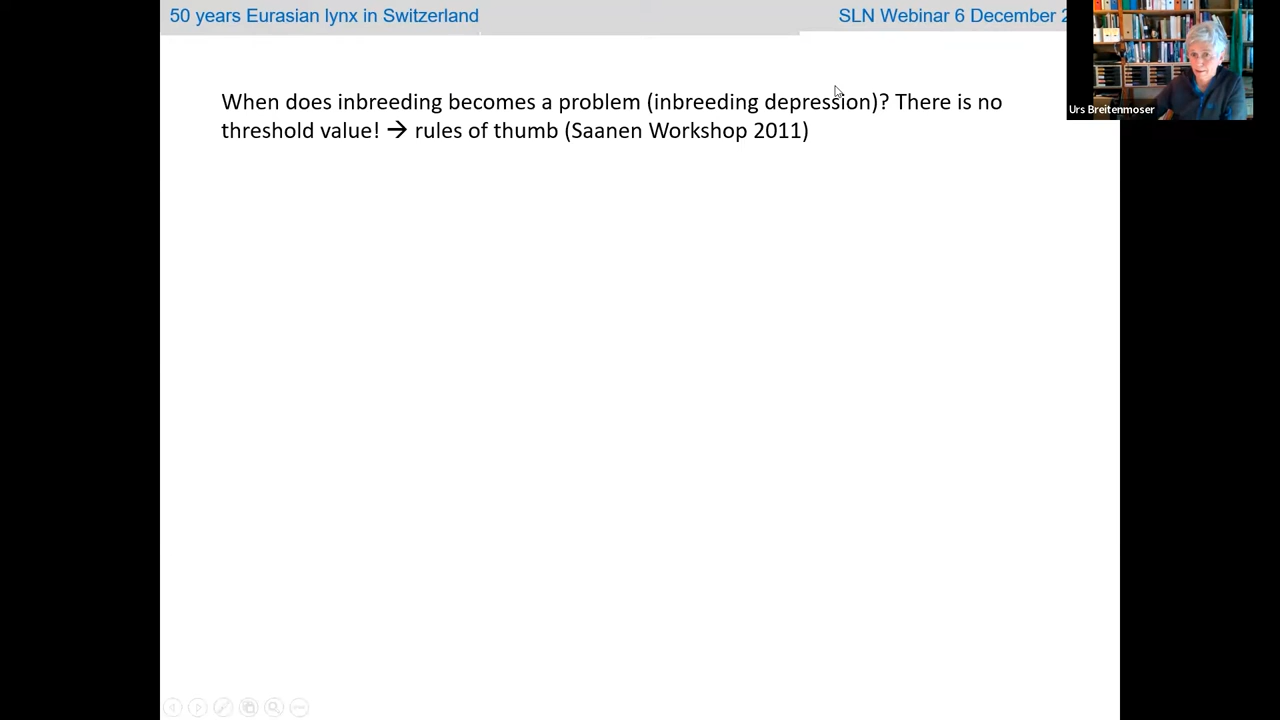 50 years Eurasian lynx in Switzerland
SLN Webinar 6 December
Urs Breitenmoser
When does inbreeding becomes a problem (inbreeding depression)? There is no
threshold value! → rules of thumb (Saanen Workshop 2011)